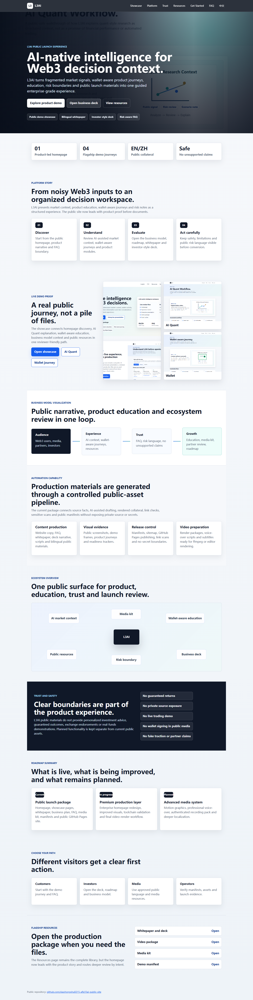 L3 L3AI
Showcase Platform Trust Resources Get Started FAQ 中文
AI Quant Workflow.
L3AI PUBLIC LAUNCH EXPERIENCE
AI-native intelligence for
Web3 decision context.
Research Context
L3AI turns fragmented market signals, wallet-aware product journeys,
education, risk boundaries and public launch materials into one guided
enterprise-grade experience.
Explore product demo Open business deck View resources
Public signal Risk review Scenario note
Analyze -> Review -> Explain
Public demo showcase Bilingual whitepaper Investor-style deck Risk aware FAQ
01
Product-led homepage
04
Flagship demo journeys
EN/ZH
Public collateral
Safe
No unsupported claims
PLATFORM STORY
From noisy Web3 inputs to an
organized decision workspace.
L3AI presents market context, product education, wallet-aware journeys and risk notes as a
structured experience. The public site now leads with product proof before documents.
01
Discover
Start from the public
homepage, product
narrative and FAQ
boundary.
02
Understand
Review AI-assisted market
context, wallet-aware
journeys and product
modules.
03
Evaluate
Open the business model,
roadmap, whitepaper and
investor-style deck.
04
Act carefully
Keep safety, limitations and
public risk language visible
before conversion.
LIVE DEMO PROOF
A real public
journey, not a pile
of files.
The showcase connects homepage discovery, AI
Quant explanation, wallet-aware education,
business model context and public resources in
one reviewer-friendly path.
Open showcase AI Quant
Wallet journey
e intelligence
3 decisions.
Enterprise presentation
EN/ZH FAQ
e live experience,
e production
Understand L3AI before openin
AI Quant Workflow.
AI Quant
Wallet-aware journey.
Wallet
BUSINESS MODEL VISUALIZATION
Public narrative, product education and ecosystem
review in one loop.
Audience
Web3 users, media,
partners, investors
Experience
AI context, wallet-
aware journeys,
resources
Trust
FAQ, risk language, no
unsupported claims
Growth
Education, media kit,
partner review,
roadmap
AUTOMATION CAPABILITY
Production materials are generated
through a controlled public-asset
pipeline.
The current package connects source facts, AI-assisted drafting, rendered collateral, link checks,
sensitive scans and public manifests without exposing private source or secrets.
Content production
Website copy, FAQ,
whitepaper, deck narrative,
scripts and bilingual public
materials.
Visual evidence
Public screenshots, demo
frames, product journeys
and readiness trackers.
Release control
Manifests, sitemap, GitHub
Pages publishing, link scans
and no-secret boundaries.
Video preparation
Render packages, voice-
over scripts and subtitles
ready for ffmpeg or editor
rendering.
ECOSYSTEM OVERVIEW
One public surface for product,
education, trust and launch review.
Media kit
AI market context
Wallet-aware education
L3AI
Public resources
Business deck
Risk boundary
TRUST AND SAFETY
Clear boundaries are part of
the product experience.
L3AI public materials do not provide personalized investment advice,
guaranteed outcomes, exchange endorsements or real-funds
demonstrations. Planned functionality is kept separate from current public
assets.
No guaranteed returns
No private source exposure
No live trading demo
No wallet signing in public media
No fake traction or partner claims
ROADMAP SUMMARY
What is live, what is being improved,
and what remains planned.
Current
Public launch package
Homepage, showcase pages,
whitepaper, business plan, FAQ, media
kit, manifests and public GitHub Pages
site.
In progress
Premium production layer
Enterprise homepage redesign,
improved visuals, toolchain validation
and final video-render workflow.
Planned
Advanced media system
Motion graphics, professional voice-
over, authenticated recording pack and
deeper localization.
CHOOSE YOUR PATH
Different visitors get a clear first
action.
Customers
Start with the demo
journey and FAQ.
Investors
Open the deck, roadmap
and business model.
Media
Use approved public
language and media
resources.
Operators
Verify manifests, assets and
launch evidence.
FLAGSHIP RESOURCES
Open the production
package when you need the
files.
The Resources page remains the complete library, but the homepage
now leads with the product story and routes deeper review by intent.
Whitepaper and deck Open
Video package Open
Media kit Open
Demo manifest Open
Public repository: github.com/xiaohongshu0215-afk/l3ai-public-site